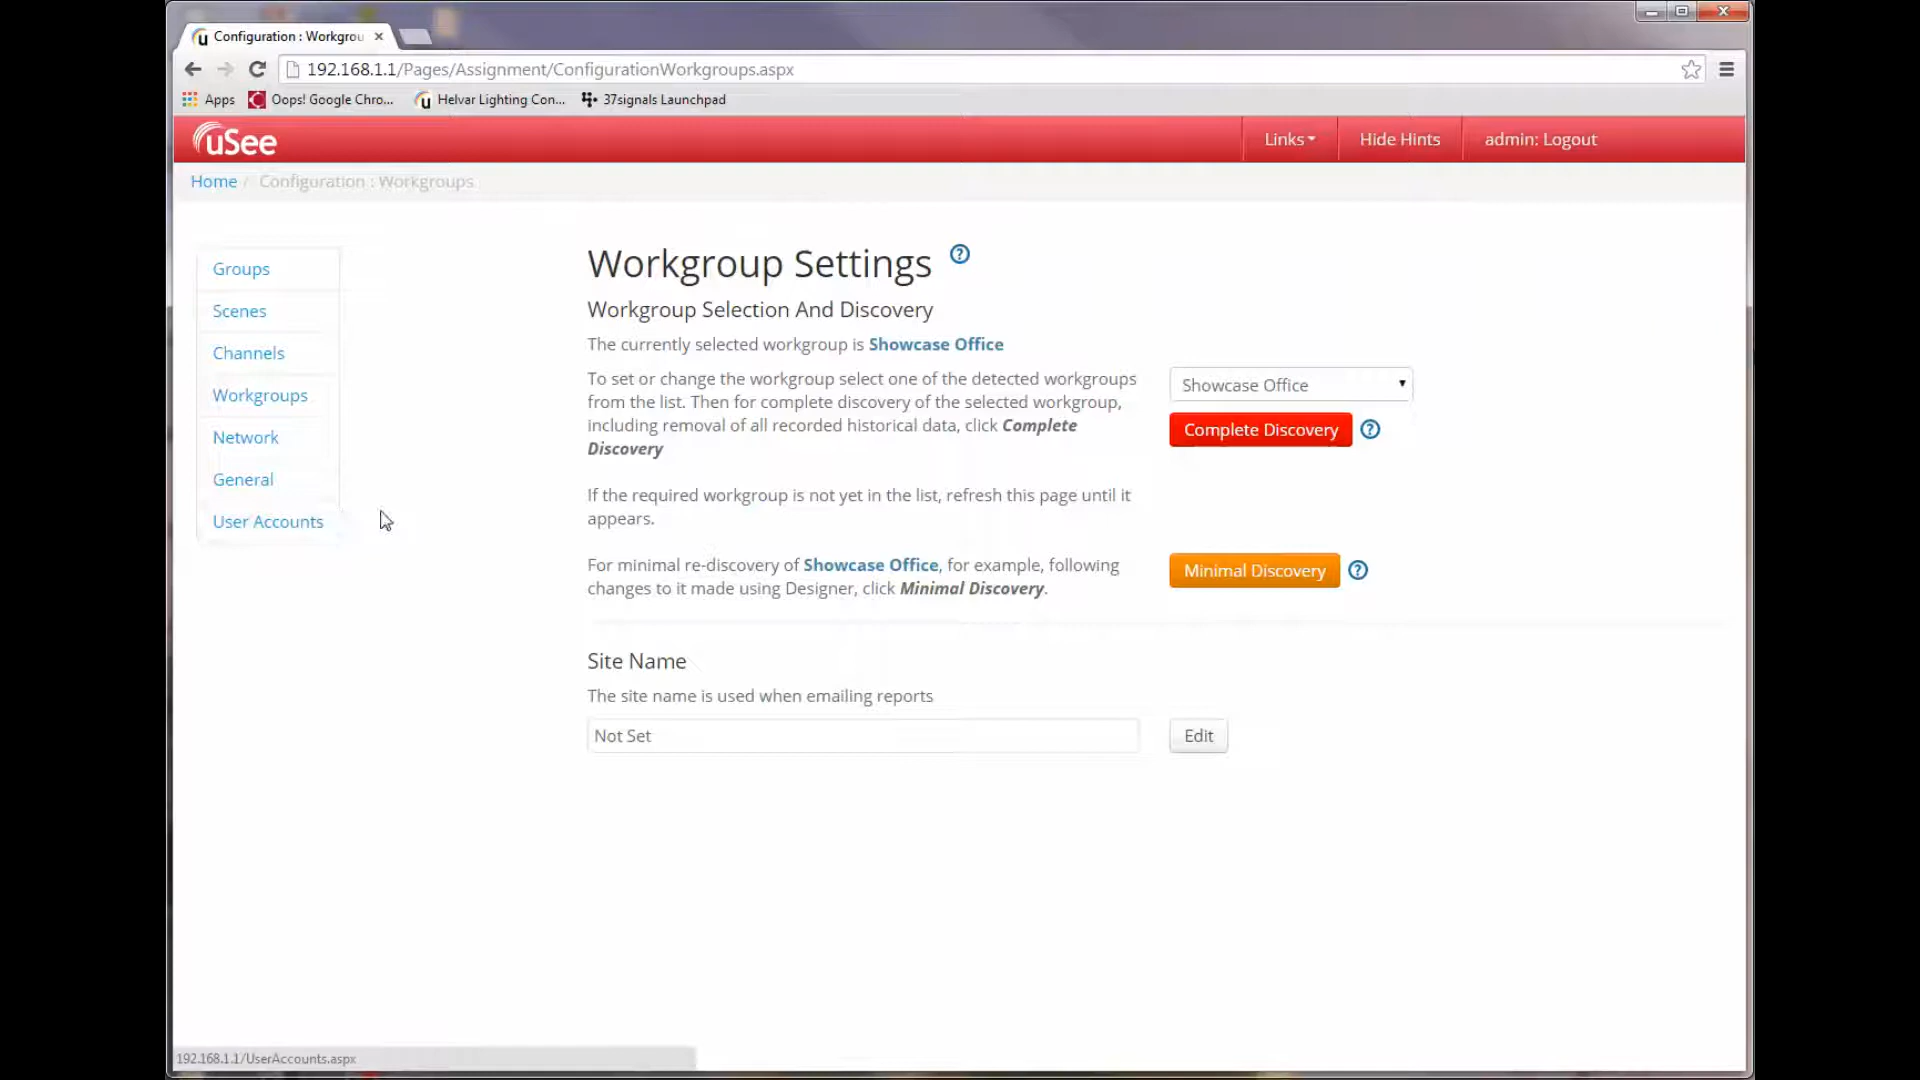 Configuration : Workgrou
192.168.1.1/Pages/Assignment/ConfigurationWorkgroups.aspx
Apps Oops! Google Chro... Helvar Lighting Con... 37signals Launchpad
uSee Links Hide Hints admin: Logout
Home / Configuration : Workgroups
Groups
Scenes
Channels
Workgroups
Network
General
User Accounts
Workgroup Settings ?
Workgroup Selection And Discovery
The currently selected workgroup is Showcase Office
To set or change the workgroup select one of the detected workgroups
from the list. Then for complete discovery of the selected workgroup,
including removal of all recorded historical data, click Complete
Discovery
Showcase Office
Complete Discovery ?
If the required workgroup is not yet in the list, refresh this page until it
appears.
For minimal re-discovery of Showcase Office, for example, following
changes to it made using Designer, click Minimal Discovery.
Minimal Discovery ?
Site Name
The site name is used when emailing reports
Not Set Edit
192.168.1.1/UserAccounts.aspx